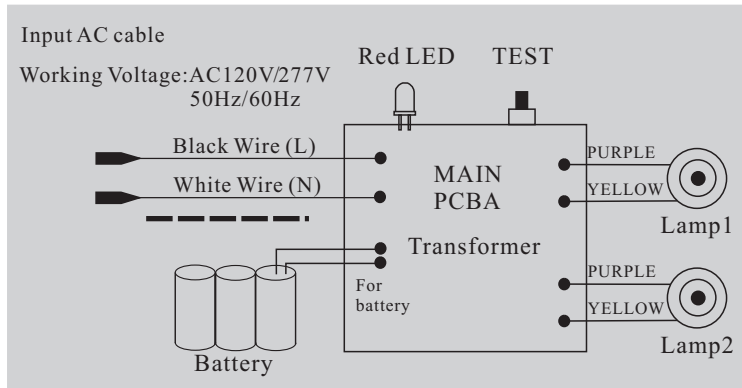 Input AC cable
Working Voltage:AC120V/277V
50Hz/60Hz
Red LED
TEST
Black Wire (L)
White Wire (N)
MAIN
PCBA
Transformer
For
battery
Battery
PURPLE
YELLOW
Lamp1
PURPLE
YELLOW
Lamp2